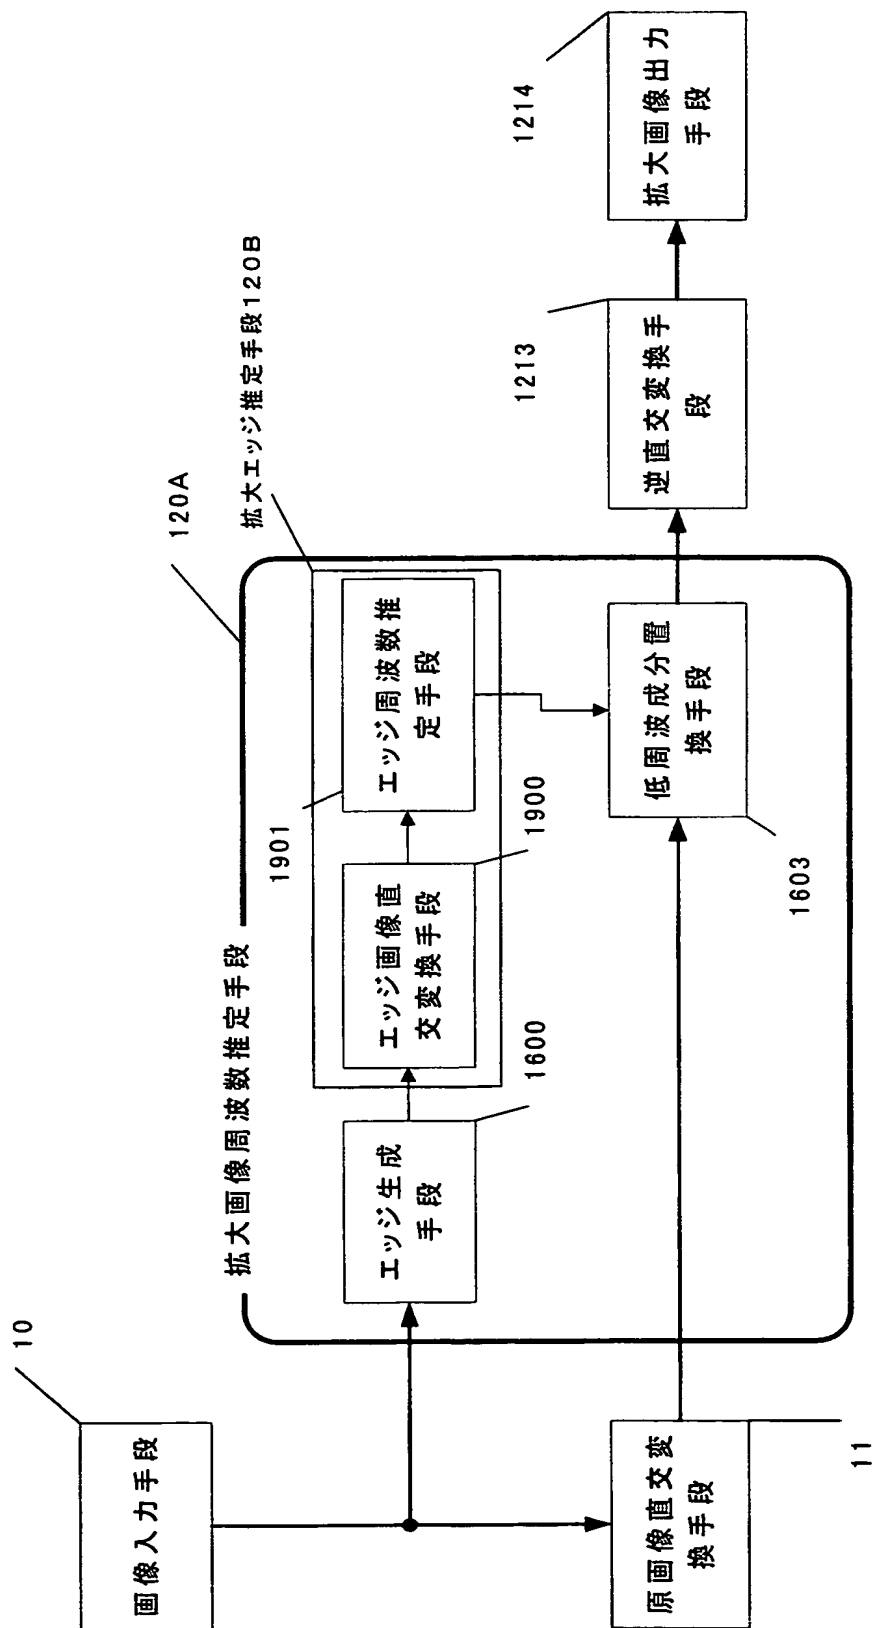 画像入力手段
10
原画像直交変
換手段
11
拡大画像周波数推定手段
120A
エッジ生成
手段
1600
拡大エッジ推定手段120B
エッジ画像直
交変換手段
1900
エッジ周波数推
定手段
1901
低周波成分置
換手段
1603
逆直交変換手
段
1213
拡大画像出力
手段
1214